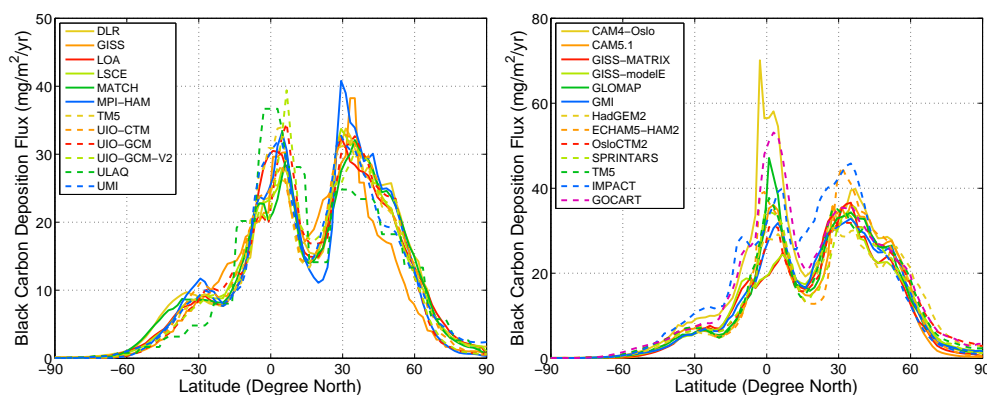 Black Carbon Deposition Flux (mg/m²/yr)
50
40
30
20
10
0
DLR
GISS
LOA
LSCE
MATCH
MPI−HAM
TM5
UIO−CTM
UIO−GCM
UIO−GCM−V2
ULAQ
UMI
−90
−60
−30
0
30
60
90
Latitude (Degree North)
Black Carbon Deposition Flux (mg/m²/yr)
80
60
40
20
0
CAM4−Oslo
CAM5.1
GISS−MATRIX
GISS−modelE
GLOMAP
GMI
HadGEM2
ECHAM5−HAM2
OsloCTM2
SPRINTARS
TM5
IMPACT
GOCART
−90
−60
−30
0
30
60
90
Latitude (Degree North)